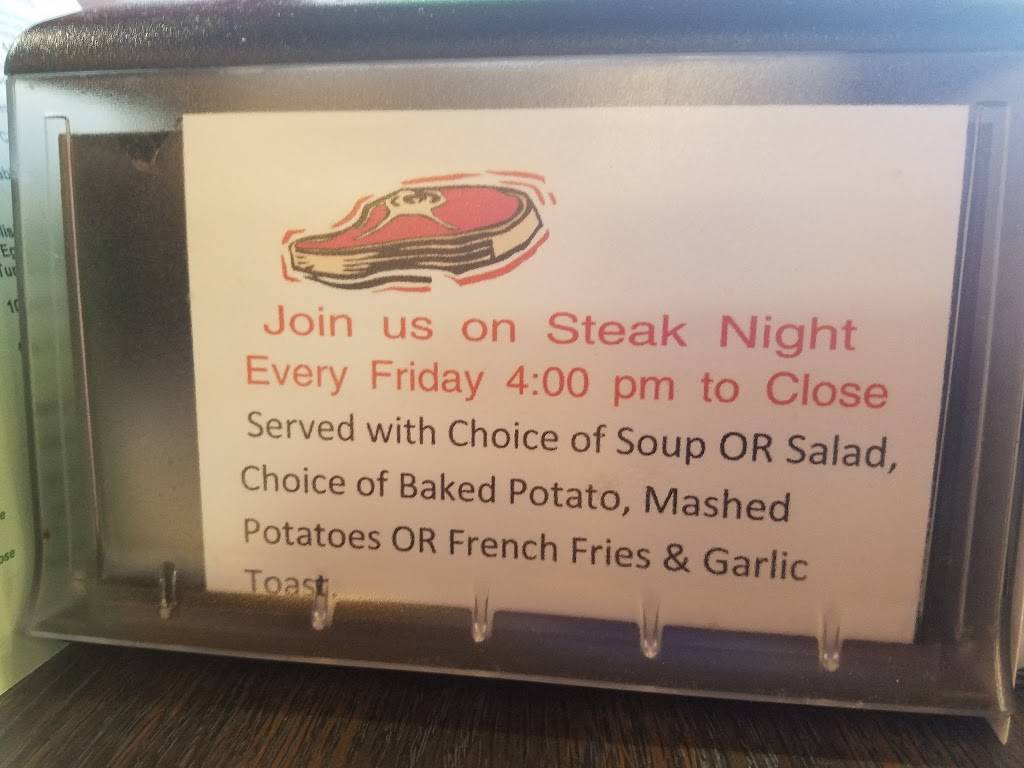 Join us on Steak Night
Every Friday 4:00 pm to Close
Served with Choice of Soup OR Salad,
Choice of Baked Potato, Mashed
Potatoes OR French Fries & Garlic
Toast.